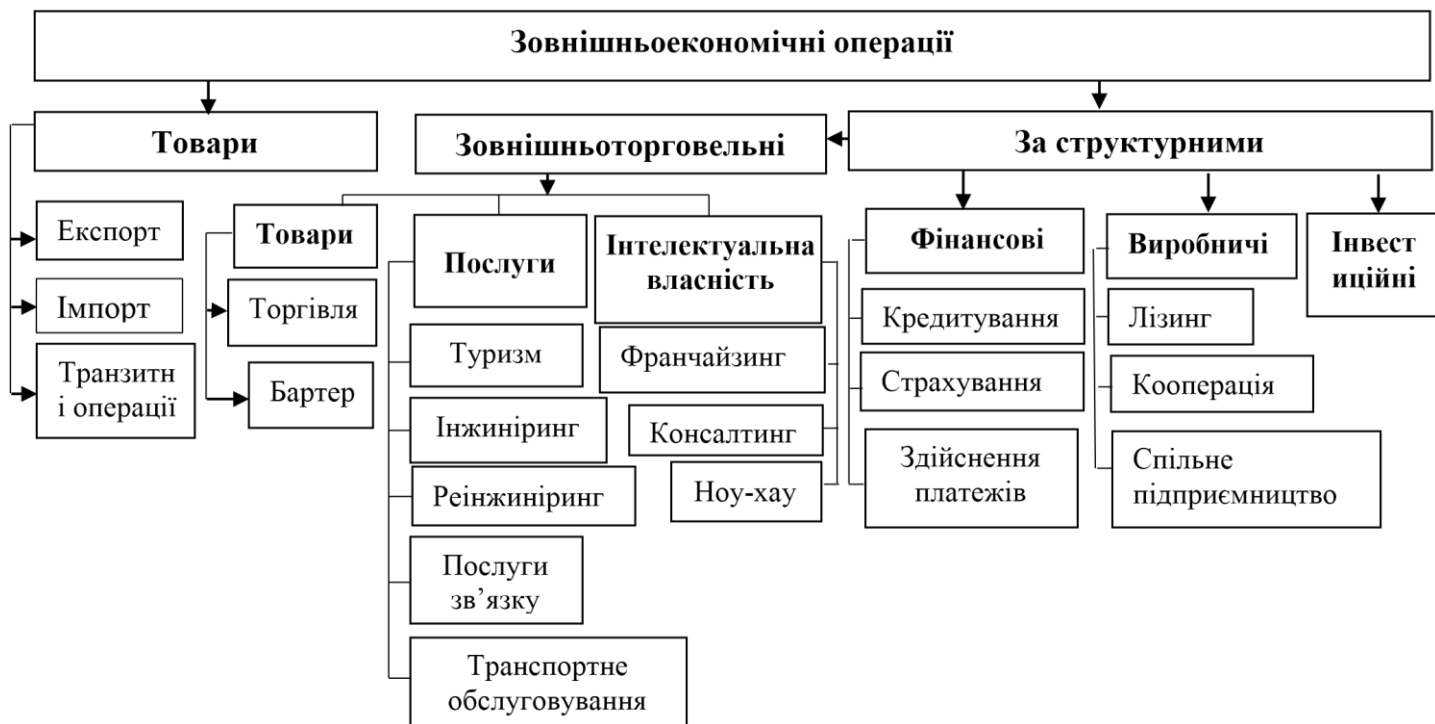 Зовнішньоекономічні операції
Товари
Зовнішньоторговельні
За структурними
Експорт
Імпорт
Транзитн
і операції
Товари
Торгівля
Бартер
Послуги
Туризм
Інжиніринг
Реінжиніринг
Послуги
зв’язку
Транспортне
обслуговування
Інтелектуальна
власність
Франчайзинг
Консалтинг
Ноу-хау
Фінансові
Кредитування
Страхування
Здійснення
платежів
Виробничі
Лізинг
Кооперація
Спільне
підприємництво
Інвест
иційні